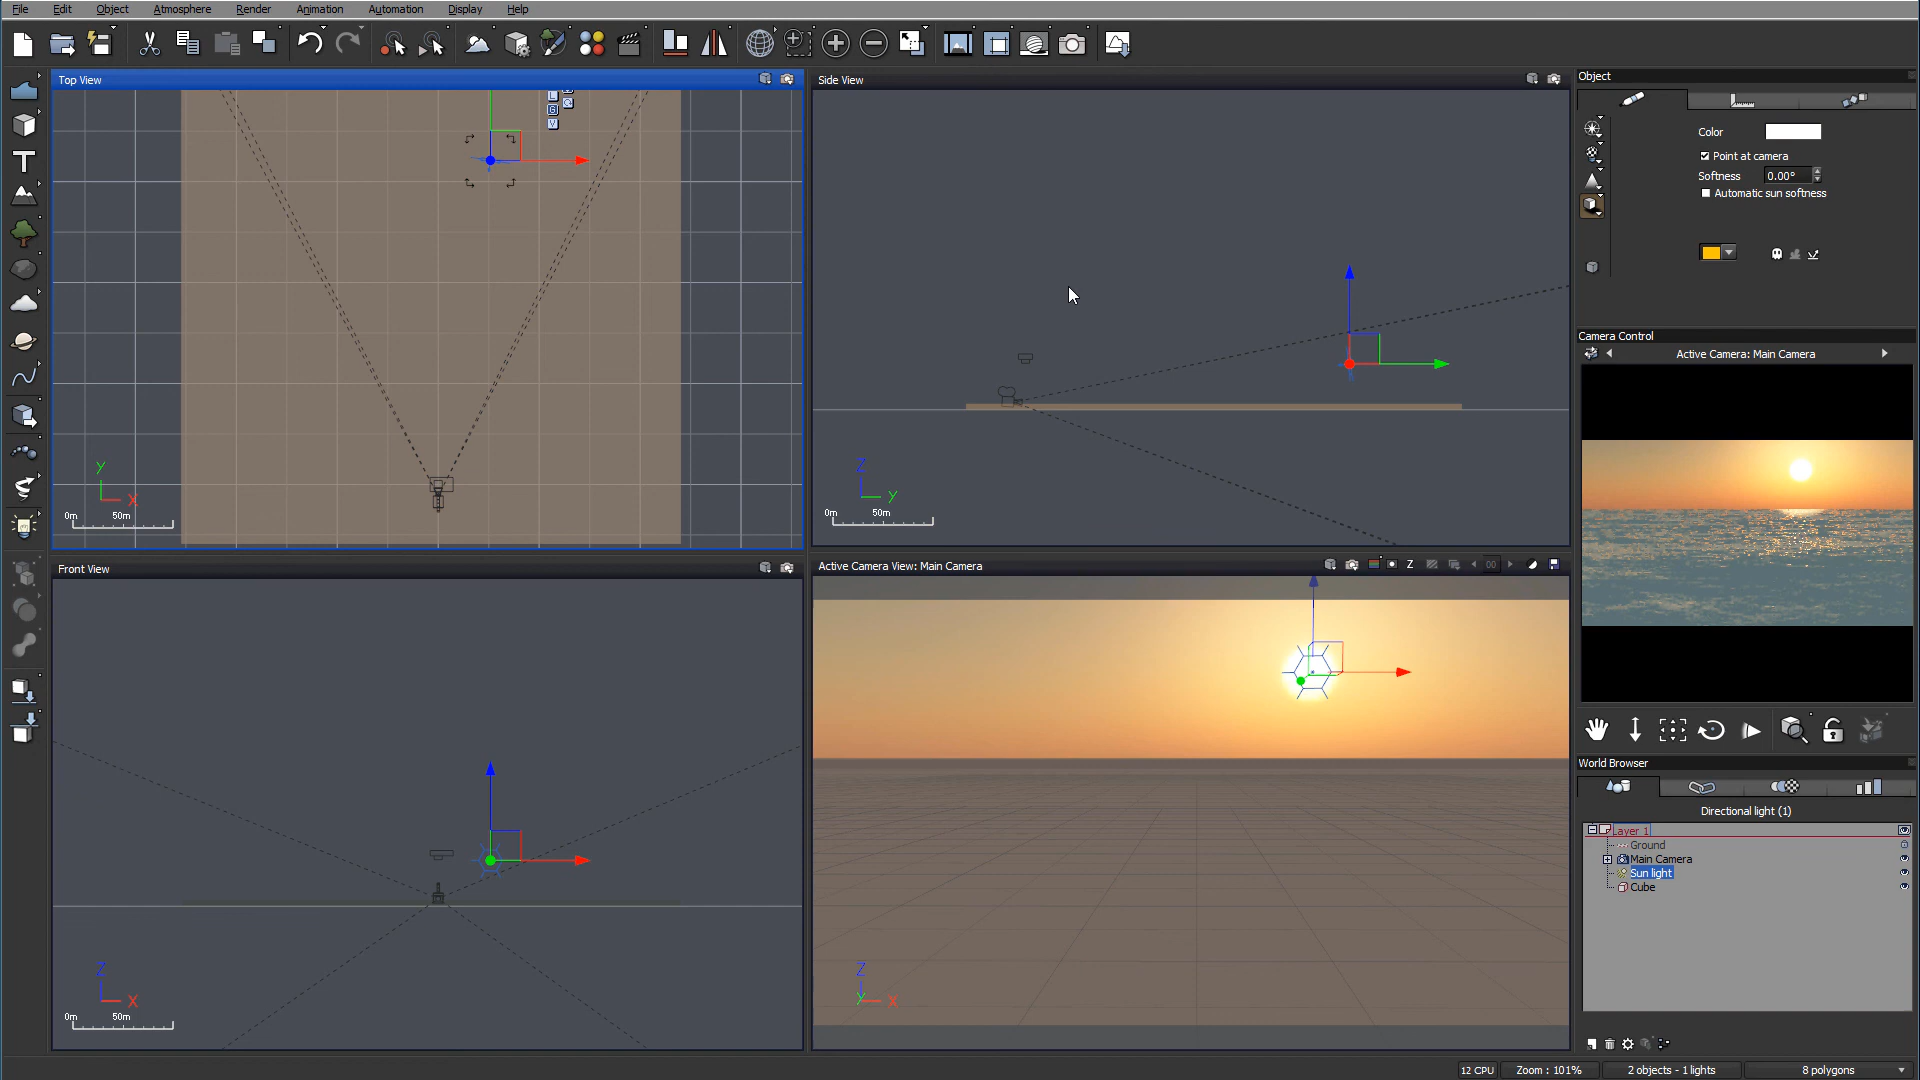 File Edit Object Atmosphere Render Animation Automation Display Help
Top View
Y
X
0m 50m
Side View
Z
Y
0m 50m
Front View
Z
X
0m 50m
Active Camera View: Main Camera
Z 00
Z
Y X
Object
Color
Point at camera
Softness 0.00°
Automatic sun softness
Camera Control
Active Camera: Main Camera
World Browser
Directional light (1)
Layer 1
Ground
Main Camera
Sun light
Cube
12 CPU Zoom : 101% 2 objects - 1 lights 8 polygons